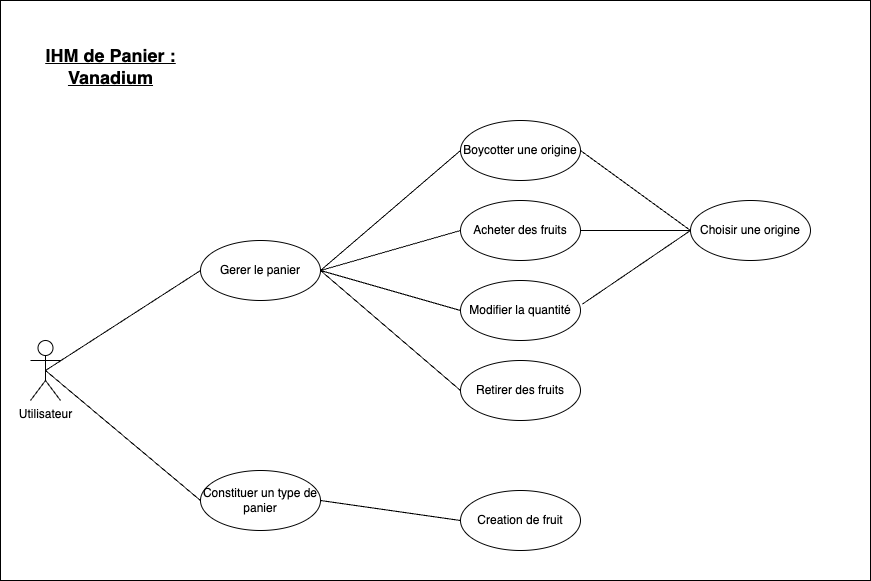 IHM de Panier :
Vanadium
Boycotter une origine
Acheter des fruits
Choisir une origine
Gerer le panier
Modifier la quantité
Retirer des fruits
Utilisateur
Constituer un type de
panier
Creation de fruit